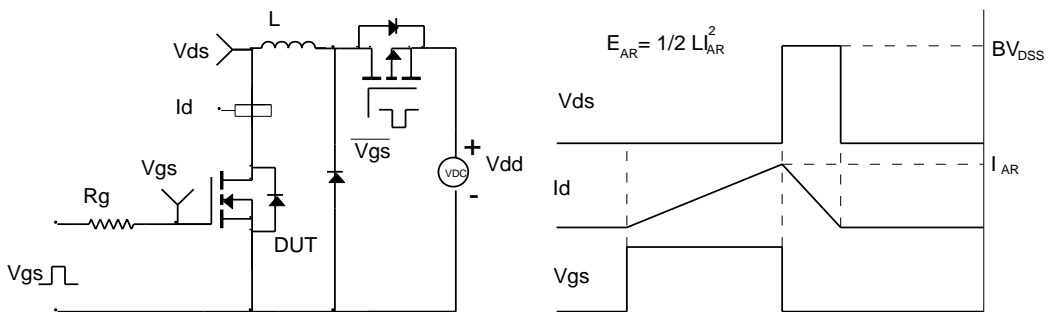 L
Vds
Id
Vgs
Rg
DUT
Vgs
Vgs
+
VDC
Vdd
-
E_AR= 1/2 LI_AR^2
Vds
BV_DSS
Id
I_AR
Vgs